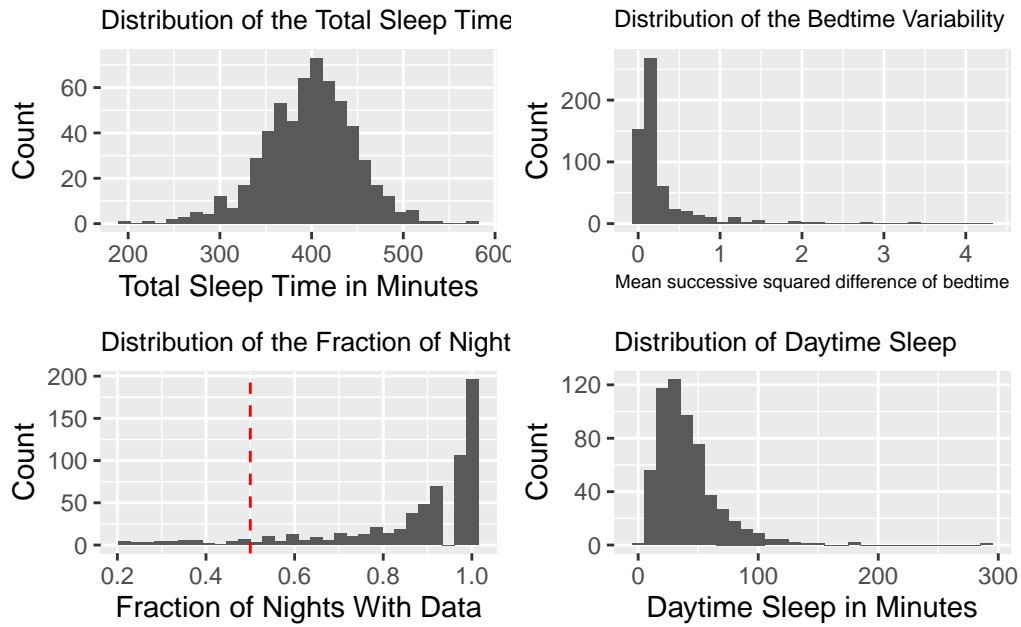 Distribution of the Total Sleep Time
Count
60
40
20
0
200 300 400 500 600
Total Sleep Time in Minutes
Distribution of the Bedtime Variability
Count
200
100
0
0 1 2 3 4
Mean successive squared difference of bedtime
Distribution of the Fraction of Night
Count
200
150
100
50
0
0.2 0.4 0.6 0.8 1.0
Fraction of Nights With Data
Distribution of Daytime Sleep
Count
120
80
40
0
0 100 200 300
Daytime Sleep in Minutes